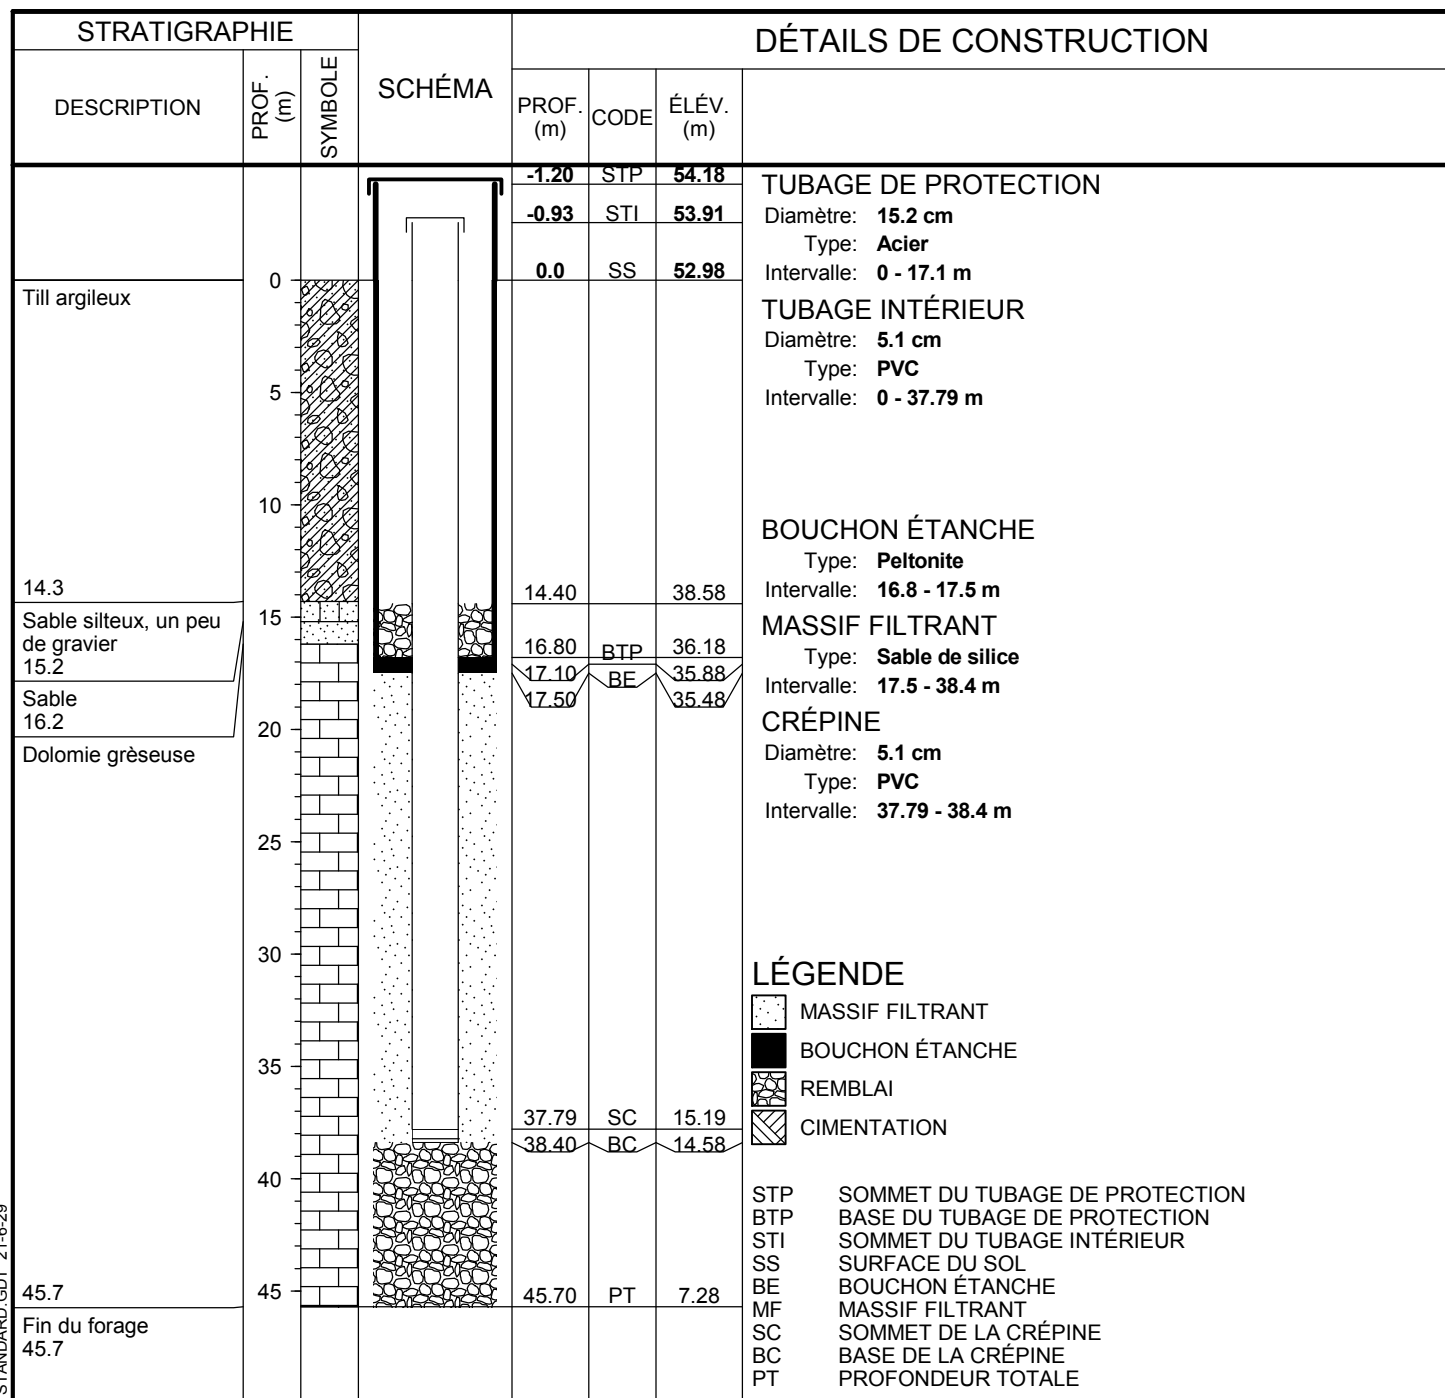 STRATIGRAPHIE
DESCRIPTION
PROF. (m)
SYMBOLE
SCHÉMA
DÉTAILS DE CONSTRUCTION
PROF. (m)
CODE
ÉLÉV. (m)
-1.20 STP 54.18
-0.93 STI 53.91
0.0 SS 52.98
14.40 38.58
16.80 BTP 36.18
17.10 BE 35.88
17.50 35.48
37.79 SC 15.19
38.40 BC 14.58
45.70 PT 7.28
Till argileux
14.3
Sable silteux, un peu
de gravier
15.2
Sable
16.2
Dolomie grèseuse
45.7
Fin du forage
45.7
0
5
10
15
20
25
30
35
40
45
TUBAGE DE PROTECTION
Diamètre: 15.2 cm
Type: Acier
Intervalle: 0 - 17.1 m
TUBAGE INTÉRIEUR
Diamètre: 5.1 cm
Type: PVC
Intervalle: 0 - 37.79 m
BOUCHON ÉTANCHE
Type: Peltonite
Intervalle: 16.8 - 17.5 m
MASSIF FILTRANT
Type: Sable de silice
Intervalle: 17.5 - 38.4 m
CRÉPINE
Diamètre: 5.1 cm
Type: PVC
Intervalle: 37.79 - 38.4 m
LÉGENDE
MASSIF FILTRANT
BOUCHON ÉTANCHE
REMBLAI
CIMENTATION
STP SOMMET DU TUBAGE DE PROTECTION
BTP BASE DU TUBAGE DE PROTECTION
STI SOMMET DU TUBAGE INTÉRIEUR
SS SURFACE DU SOL
BE BOUCHON ÉTANCHE
MF MASSIF FILTRANT
SC SOMMET DE LA CRÉPINE
BC BASE DE LA CRÉPINE
PT PROFONDEUR TOTALE
STANDARD.GDT 21-6-29